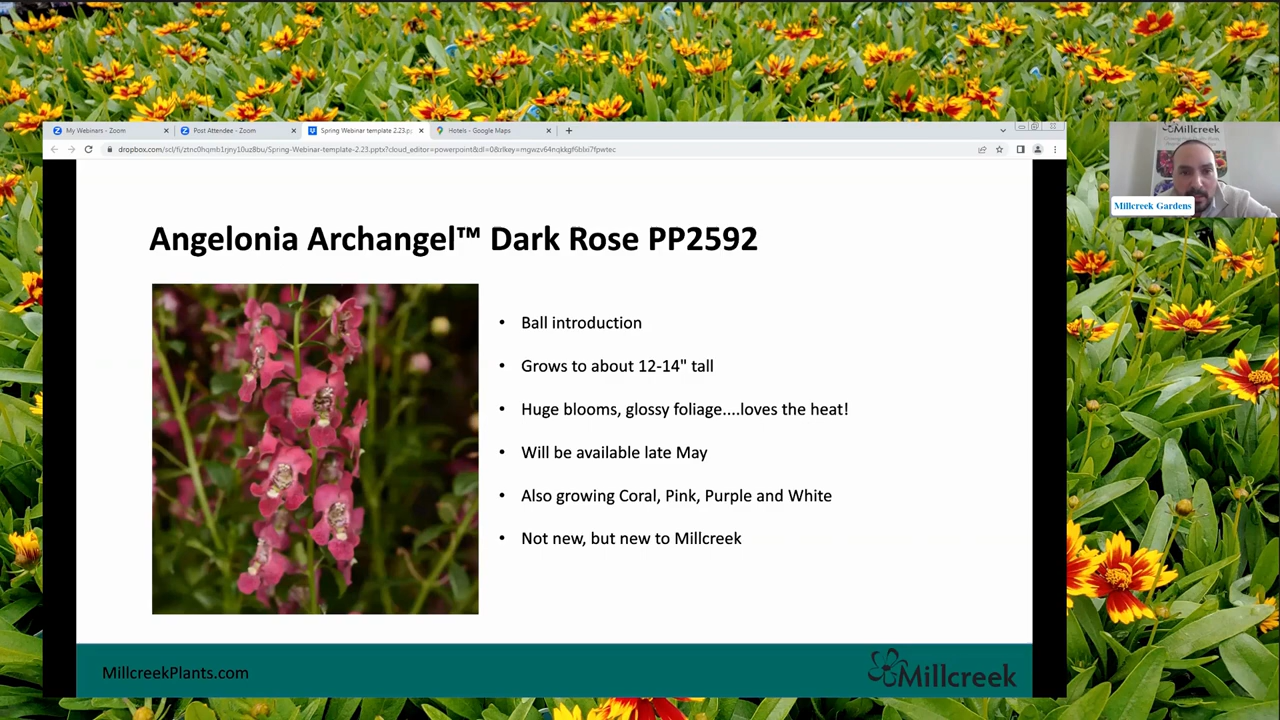 My Webinars - Zoom
Post Attendee - Zoom
Spring Webinar template 2.23.pp
Hotels - Google Maps
dropbox.com/scl/fi/ztnc0hqmb1rjny10uz8bu/Spring-Webinar-template-2.23.pptx?cloud_editor=powerpoint&dl=0&rlkey=mgwzv64nqkkgf6blxi7fpwtec
Millcreek
Millcreek Gardens
Angelonia Archangel™ Dark Rose PP2592
• Ball introduction
• Grows to about 12-14" tall
• Huge blooms, glossy foliage....loves the heat!
• Will be available late May
• Also growing Coral, Pink, Purple and White
• Not new, but new to Millcreek
MillcreekPlants.com
Millcreek